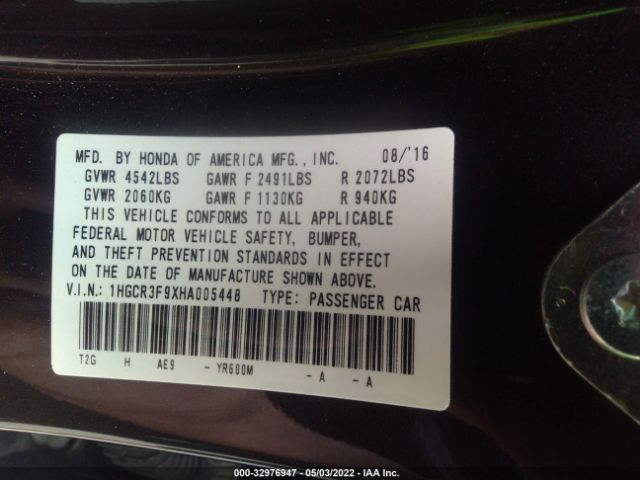 MFD. BY HONDA OF AMERICA MFG., INC. 08/'16
GVWR 4542LBS GAWR F 2491LBS R 2072LBS
GVWR 2060KG GAWR F 1130KG R 940KG
THIS VEHICLE CONFORMS TO ALL APPLICABLE
FEDERAL MOTOR VEHICLE SAFETY, BUMPER,
AND THEFT PREVENTION STANDARDS IN EFFECT
ON THE DATE OF MANUFACTURE SHOWN ABOVE.
V.I.N.: 1HGCR3F9XHA005448 TYPE: PASSENGER CAR
T2G H AE9 - YR600M - A - A
000-32976947 - 05/03/2022 - IAA Inc.